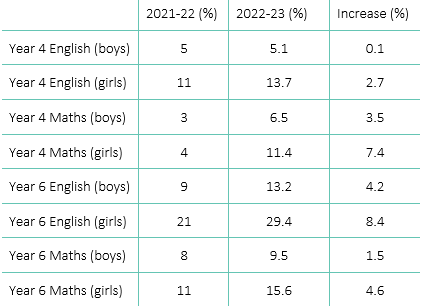 2021-22 (%) 2022-23 (%) Increase (%)
Year 4 English (boys) 5 5.1 0.1
Year 4 English (girls) 11 13.7 2.7
Year 4 Maths (boys) 3 6.5 3.5
Year 4 Maths (girls) 4 11.4 7.4
Year 6 English (boys) 9 13.2 4.2
Year 6 English (girls) 21 29.4 8.4
Year 6 Maths (boys) 8 9.5 1.5
Year 6 Maths (girls) 11 15.6 4.6